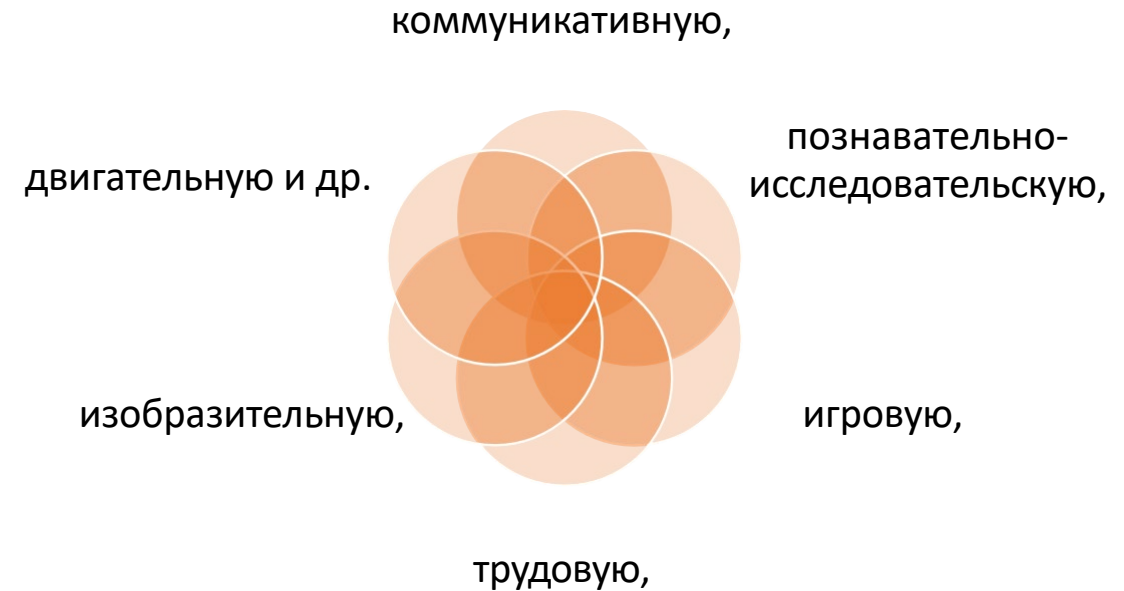 коммуникативную,
познавательно-
исследовательскую,
игровую,
трудовую,
изобразительную,
двигательную и др.